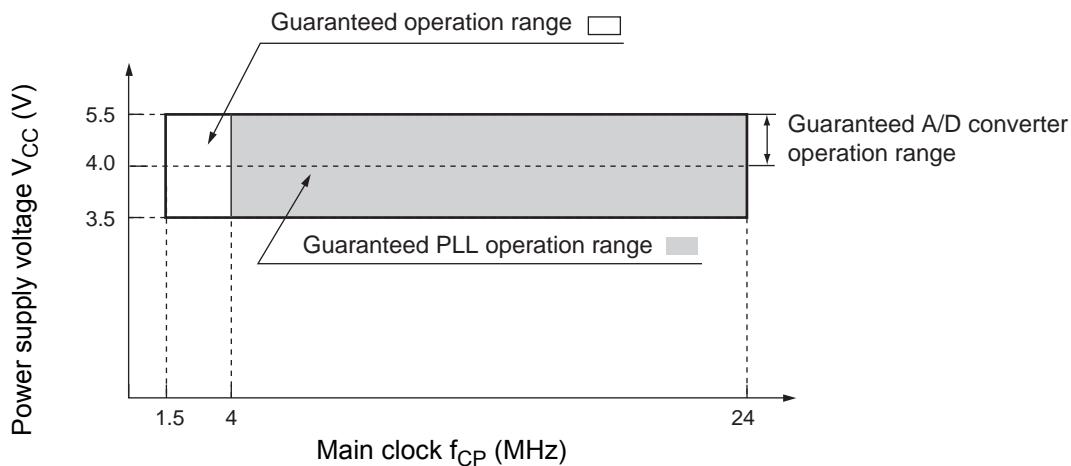 Guaranteed operation range
Power supply voltage VCC (V)
5.5
4.0
3.5
Guaranteed A/D converter
operation range
Guaranteed PLL operation range
1.5
4
24
Main clock fCP (MHz)